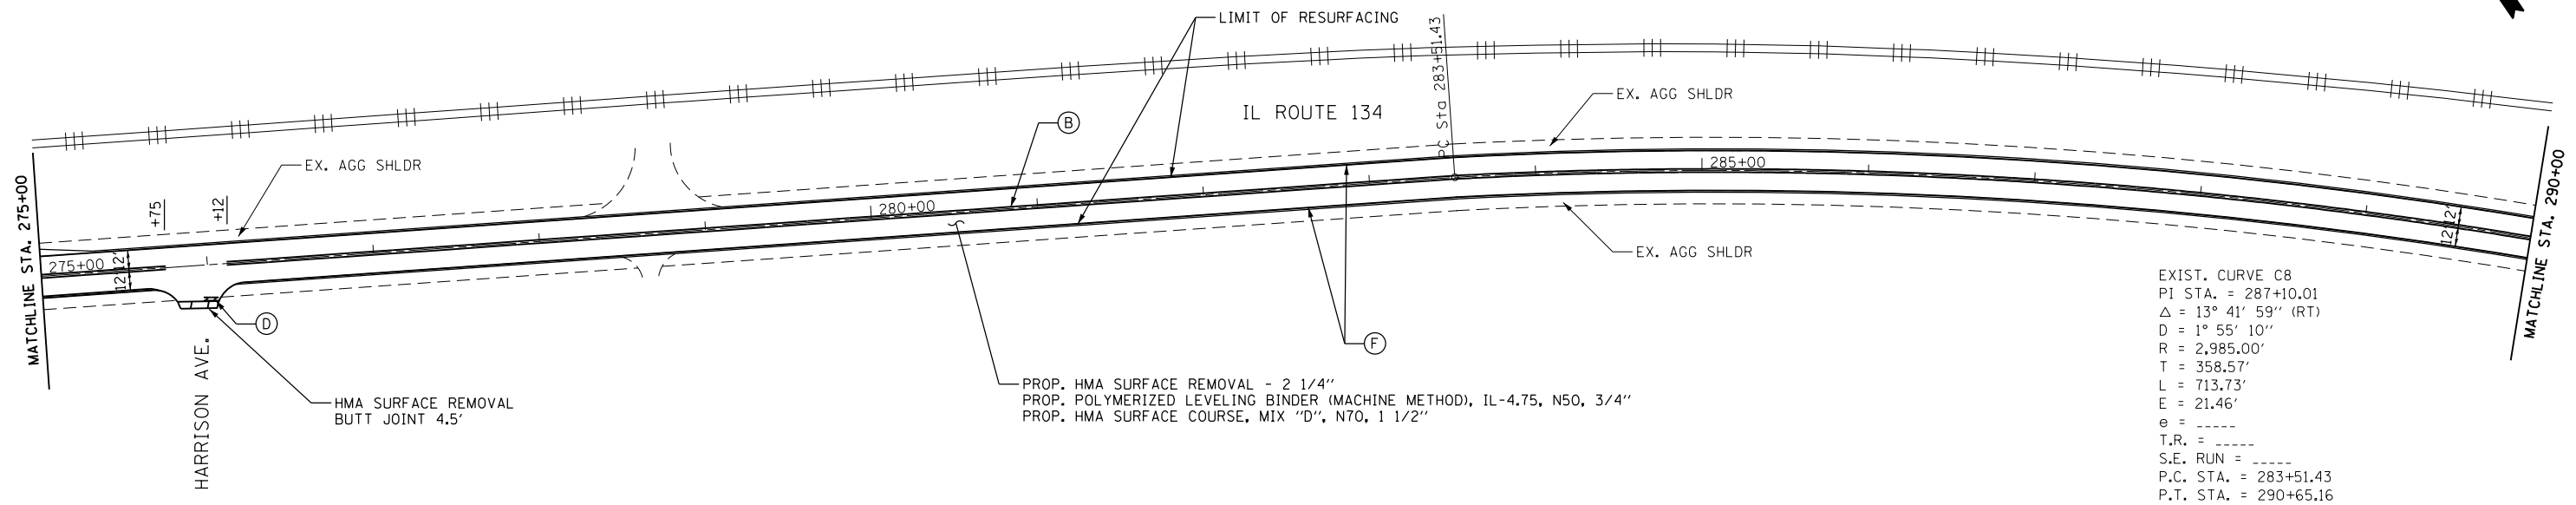 LIMIT OF RESURFACING
PC Sta 283+51.43
IL ROUTE 134
EX. AGG SHLDR
B
EX. AGG SHLDR
285+00
MATCHLINE STA. 275+00
+75
+12
280+00
MATCHLINE STA. 290+00
12'
12'
275+00
12'
12'
EX. AGG SHLDR
D
F
HARRISON AVE.
HMA SURFACE REMOVAL
BUTT JOINT 4.5'
PROP. HMA SURFACE REMOVAL - 2 1/4"
PROP. POLYMERIZED LEVELING BINDER (MACHINE METHOD), IL-4.75, N50, 3/4"
PROP. HMA SURFACE COURSE, MIX "D", N70, 1 1/2"
EXIST. CURVE C8
PI STA. = 287+10.01
Δ = 13° 41' 59" (RT)
D = 1° 55' 10"
R = 2,985.00'
T = 358.57'
L = 713.73'
E = 21.46'
e = _____
T.R. = _____
S.E. RUN = _____
P.C. STA. = 283+51.43
P.T. STA. = 290+65.16